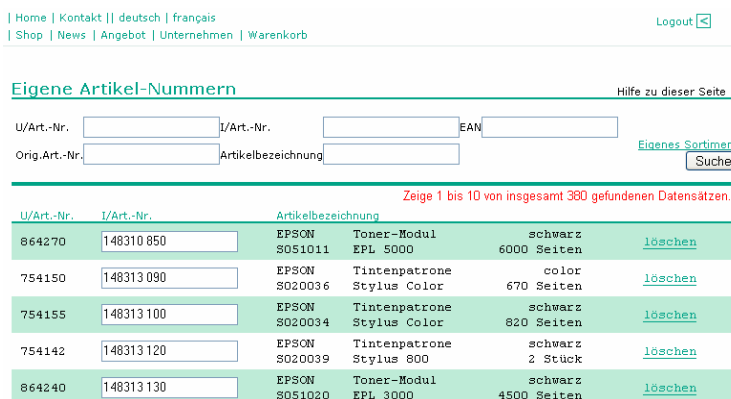 | Home | Kontakt || deutsch | français
| Shop | News | Angebot | Unternehmen | Warenkorb
Logout <
Eigene Artikel-Nummern
Hilfe zu dieser Seite
U/Art.-Nr. I/Art.-Nr. EAN
Eigenes Sortimen
Orig.Art.-Nr. Artikelbezeichnung Suche
Zeige 1 bis 10 von insgesamt 380 gefundenen Datensätzen.
U/Art.-Nr. I/Art.-Nr. Artikelbezeichnung
864270 148310 850 EPSON Toner-Modul schwarz löschen
S051011 EPL 5000 6000 Seiten
754150 148313 090 EPSON Tintenpatrone color löschen
S020036 Stylus Color 670 Seiten
754155 148313 100 EPSON Tintenpatrone schwarz löschen
S020034 Stylus Color 820 Seiten
754142 148313 120 EPSON Tintenpatrone schwarz löschen
S020039 Stylus 800 2 Stück
864240 148313 130 EPSON Toner-Modul schwarz löschen
S051020 EPL 3000 4500 Seiten